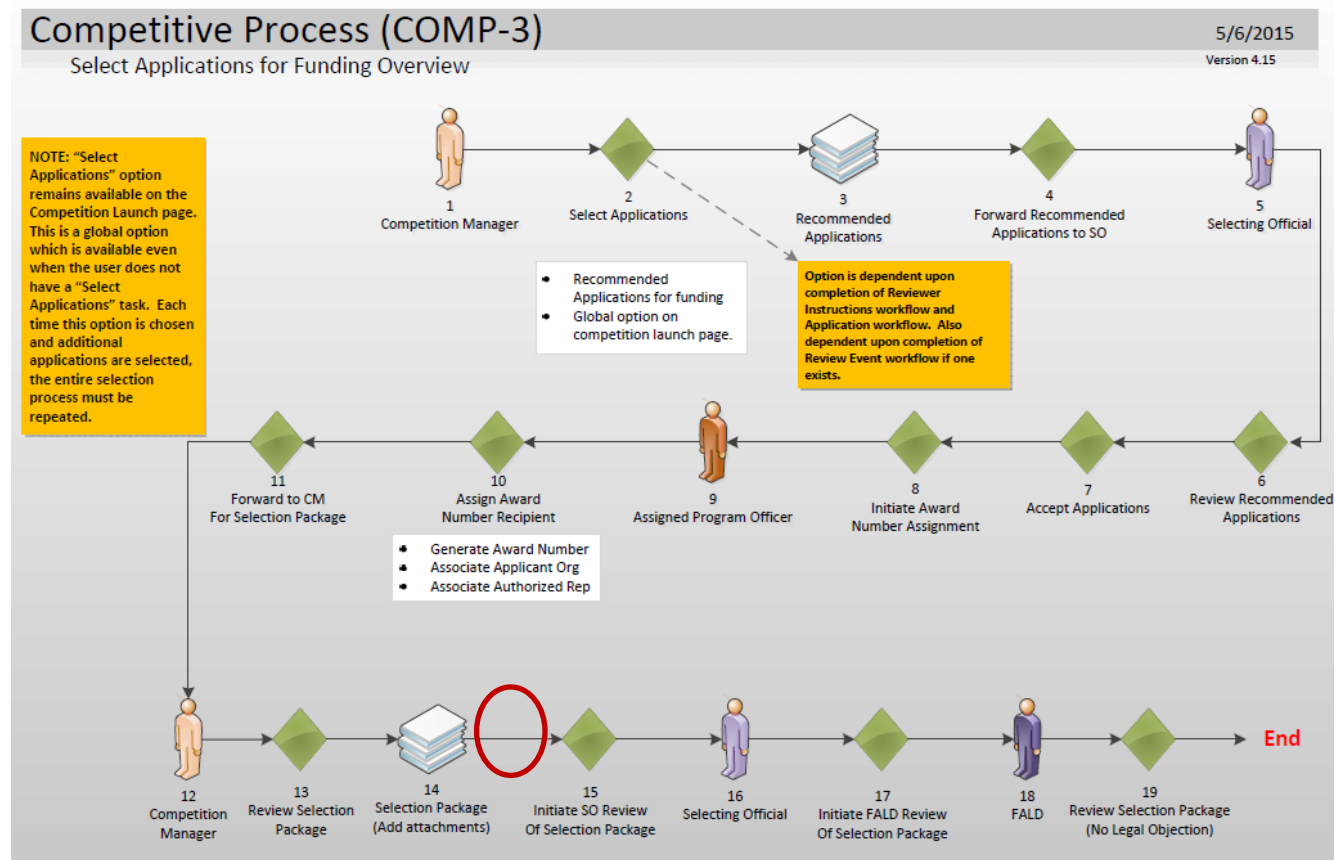 Competitive Process (COMP-3)
5/6/2015
Select Applications for Funding Overview
Version 4.15
NOTE: “Select
Applications” option
remains available on the
Competition Launch page.
This is a global option
which is available even
when the user does not
have a “Select
Applications” task. Each
time this option is chosen
and additional
applications are selected,
the entire selection
process must be
repeated.
1
Competition Manager
2
Select Applications
3
Recommended
Applications
4
Forward Recommended
Applications to SO
5
Selecting Official
• Recommended
Applications for funding
• Global option on
competition launch page.
Option is dependent upon
completion of Reviewer
Instructions workflow and
Application workflow. Also
dependent upon completion of
Review Event workflow if one
exists.
11
Forward to CM
For Selection Package
10
Assign Award
Number Recipient
9
Assigned Program Officer
8
Initiate Award
Number Assignment
7
Accept Applications
6
Review Recommended
Applications
• Generate Award Number
• Associate Applicant Org
• Associate Authorized Rep
12
Competition
Manager
13
Review Selection
Package
14
Selection Package
(Add attachments)
15
Initiate SO Review
Of Selection Package
16
Selecting Official
17
Initiate FALD Review
Of Selection Package
18
FALD
19
Review Selection Package
(No Legal Objection)
End